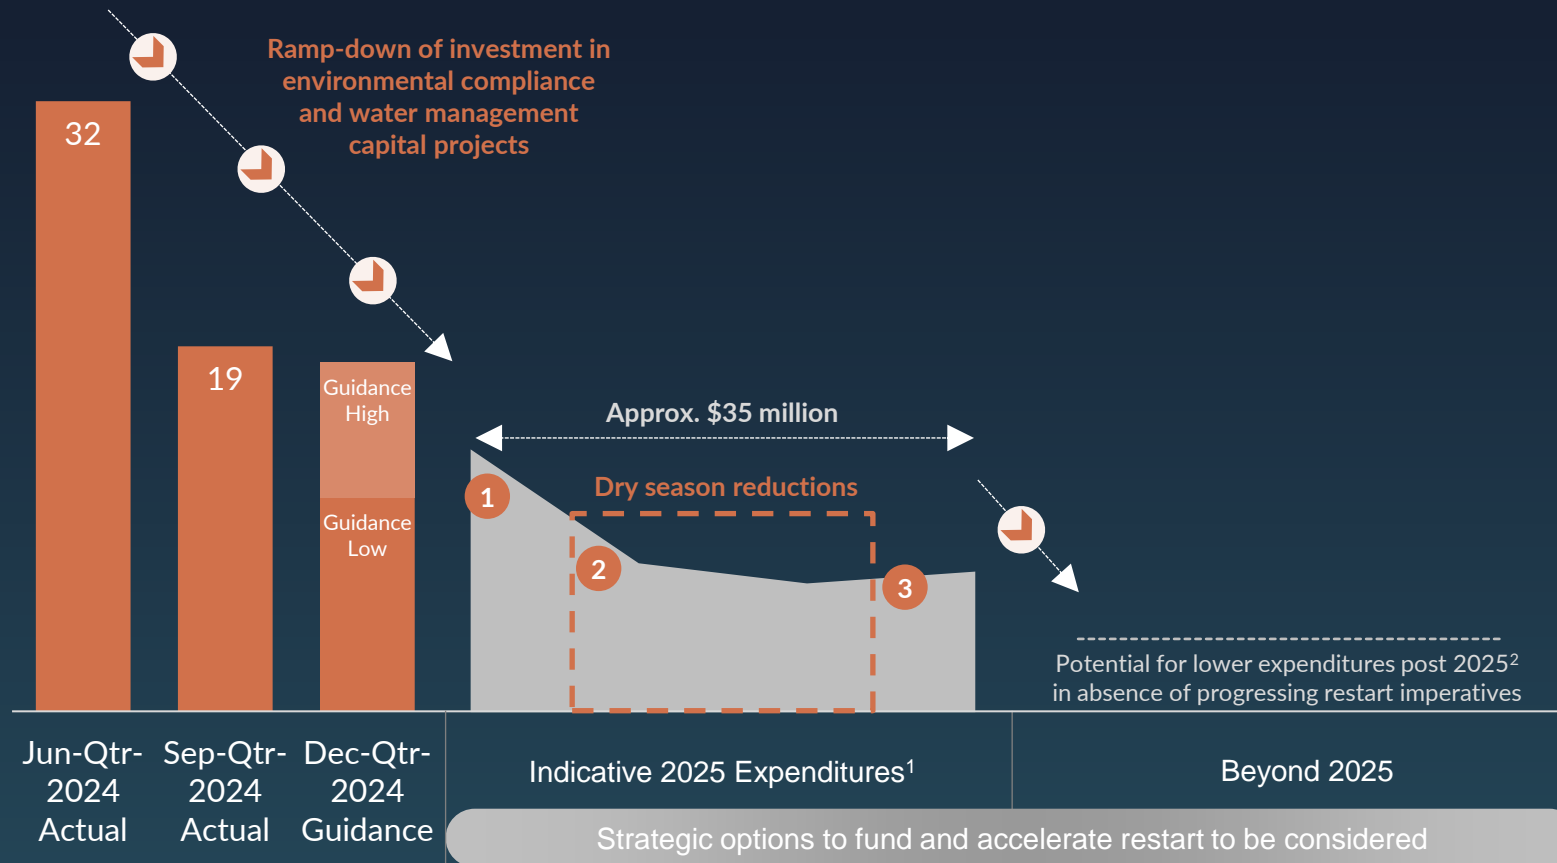 Ramp-down of investment in
environmental compliance
and water management
capital projects
32
19
Guidance
High
Guidance
Low
Approx. $35 million
Dry season reductions
1
2
3
Potential for lower expenditures post 2025²
in absence of progressing restart imperatives
Jun-Qtr-
2024
Actual
Sep-Qtr-
2024
Actual
Dec-Qtr-
2024
Guidance
Indicative 2025 Expenditures¹
Beyond 2025
Strategic options to fund and accelerate restart to be considered